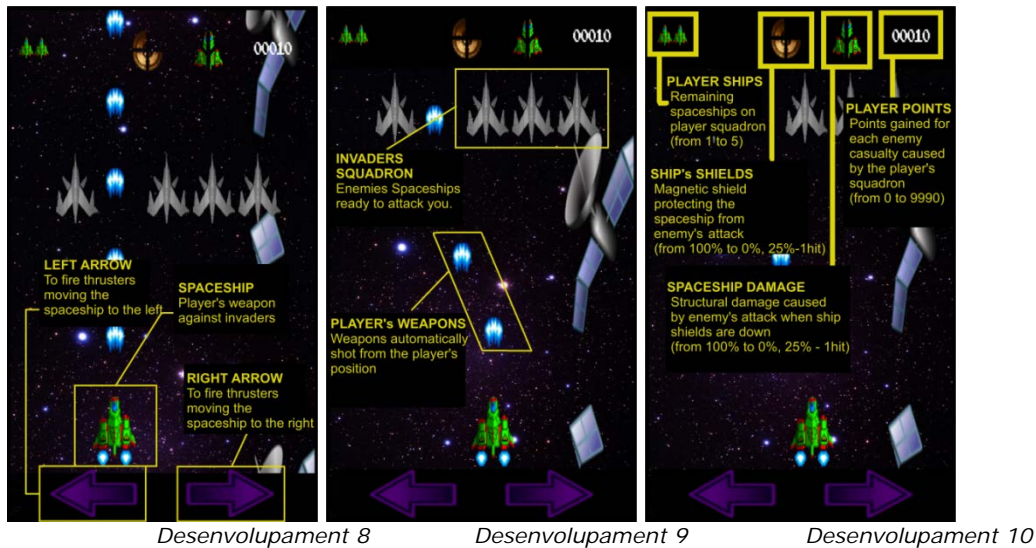 00010
LEFT ARROW
To fire thrusters
moving the
spaceship to the left
SPACESHIP
Player's weapon
against invaders
RIGHT ARROW
To fire thrusters
moving the
spaceship to the right
00010
INVADERS
SQUADRON
Enemies Spaceships
ready to attack you.
PLAYER's WEAPONS
Weapons automatically
shot from the player's
position
00010
PLAYER SHIPS
Remaining
spaceships on
player squadron
(from 1 to 5)
PLAYER POINTS
Points gained for
each enemy
casualty caused
by the player's
squadron
(from 0 to 9990)
SHIP's SHIELDS
Magnetic shield
protecting the
spaceship from
enemy's attack
(from 100% to 0%, 25%-1hit)
SPACESHIP DAMAGE
Structural damage caused
by enemy's attack when ship
shields are down
(from 100% to 0%, 25% - 1hit)
Desenvolupament 8
Desenvolupament 9
Desenvolupament 10